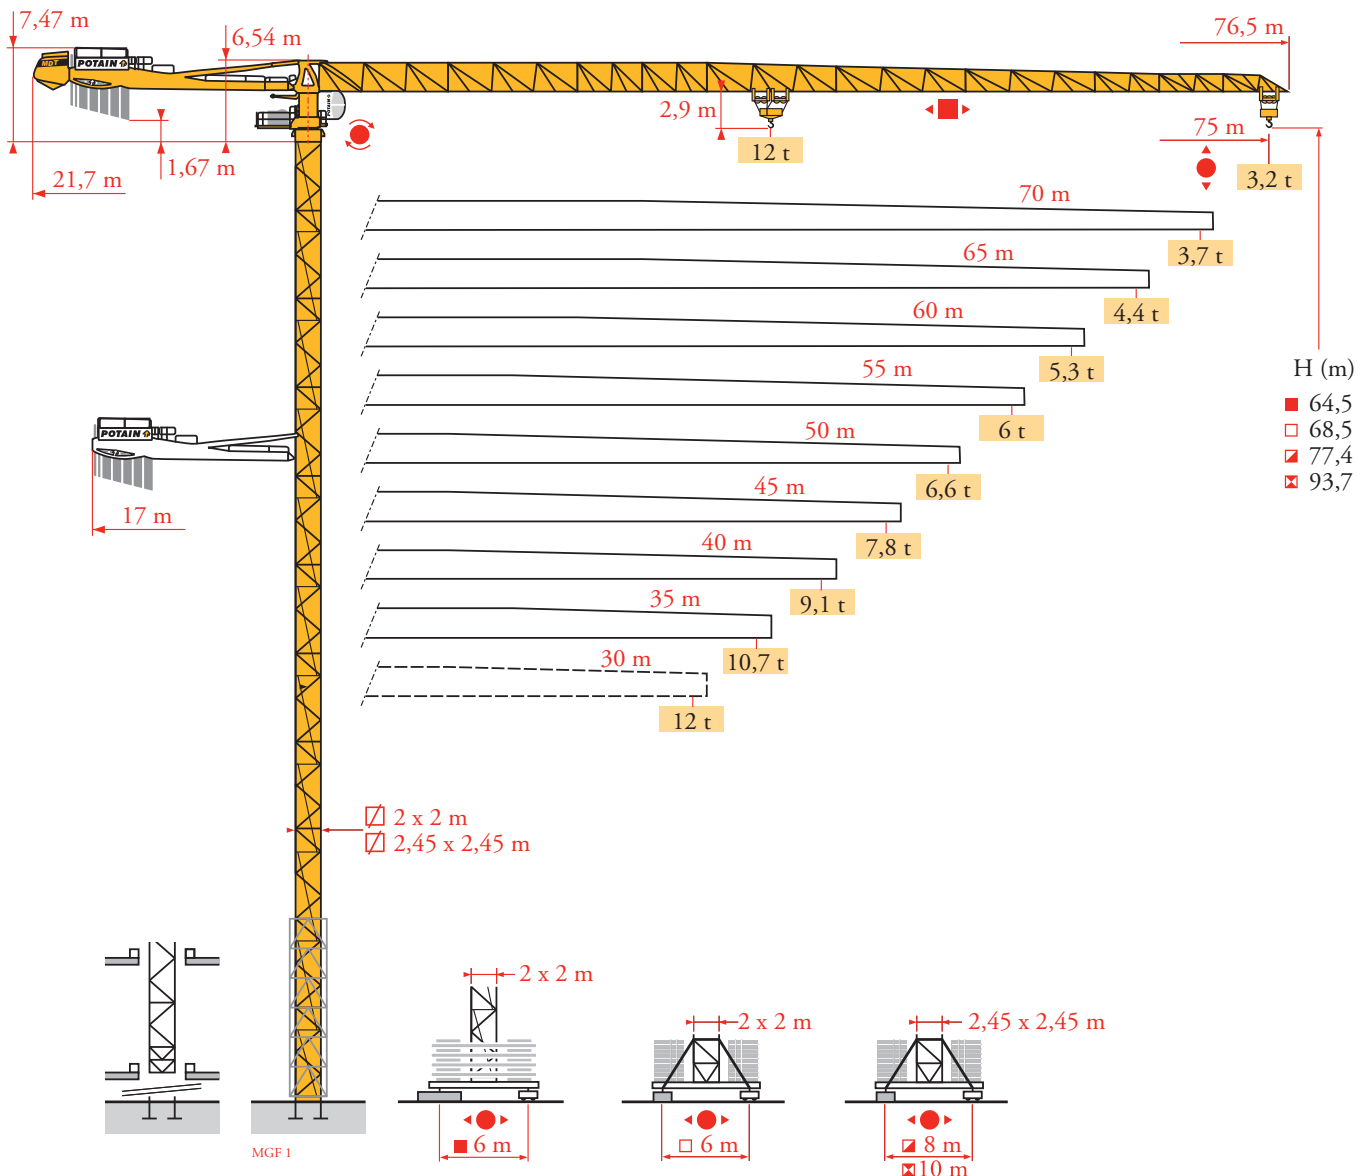 7,47 m
6,54 m
76,5 m
MDT
POTAIN
POTAIN
2,9 m
75 m
12 t
3,2 t
1,67 m
21,7 m
70 m
3,7 t
65 m
4,4 t
60 m
5,3 t
H (m)
55 m
64,5
6 t
68,5
POTAIN
50 m
77,4
6,6 t
93,7
17 m
45 m
7,8 t
40 m
9,1 t
35 m
10,7 t
30 m
12 t
2 x 2 m
2,45 x 2,45 m
2 x 2 m
2 x 2 m
2,45 x 2,45 m
MGF 1
6 m
6 m
8 m
10 m